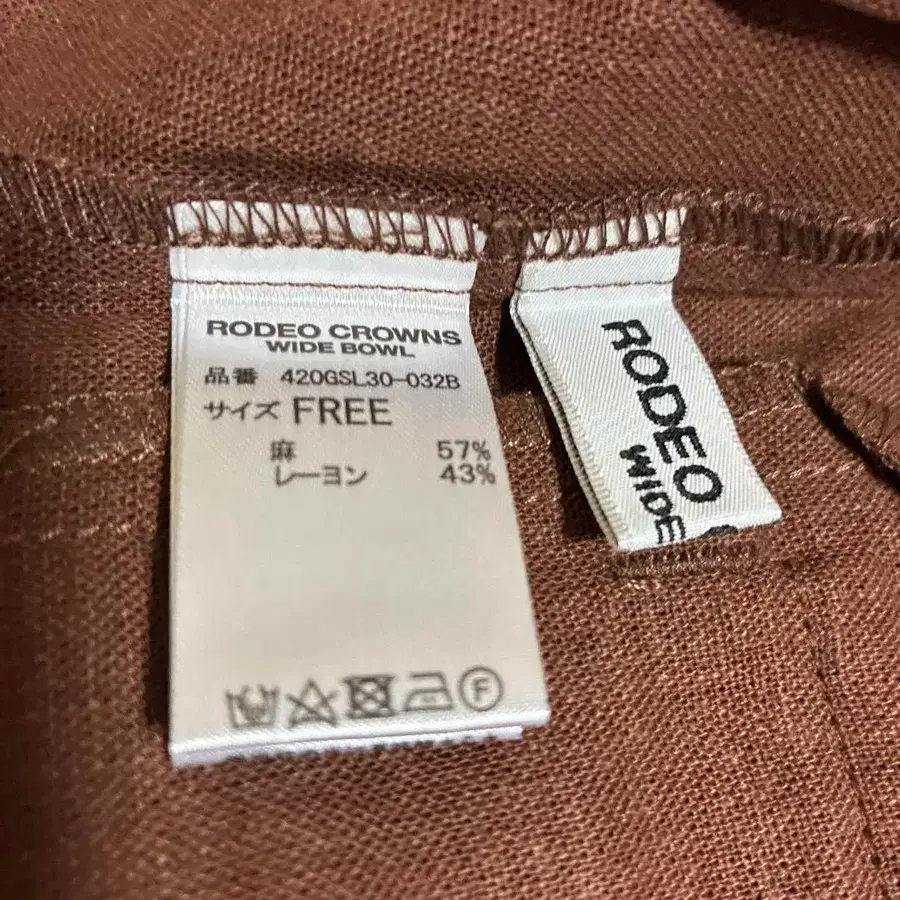 RODEO CROWNS
WIDE BOWL
品番 420GSL30-032B
サイズ FREE
麻 57%
レーヨン 43%
F
RODEO
WIDE